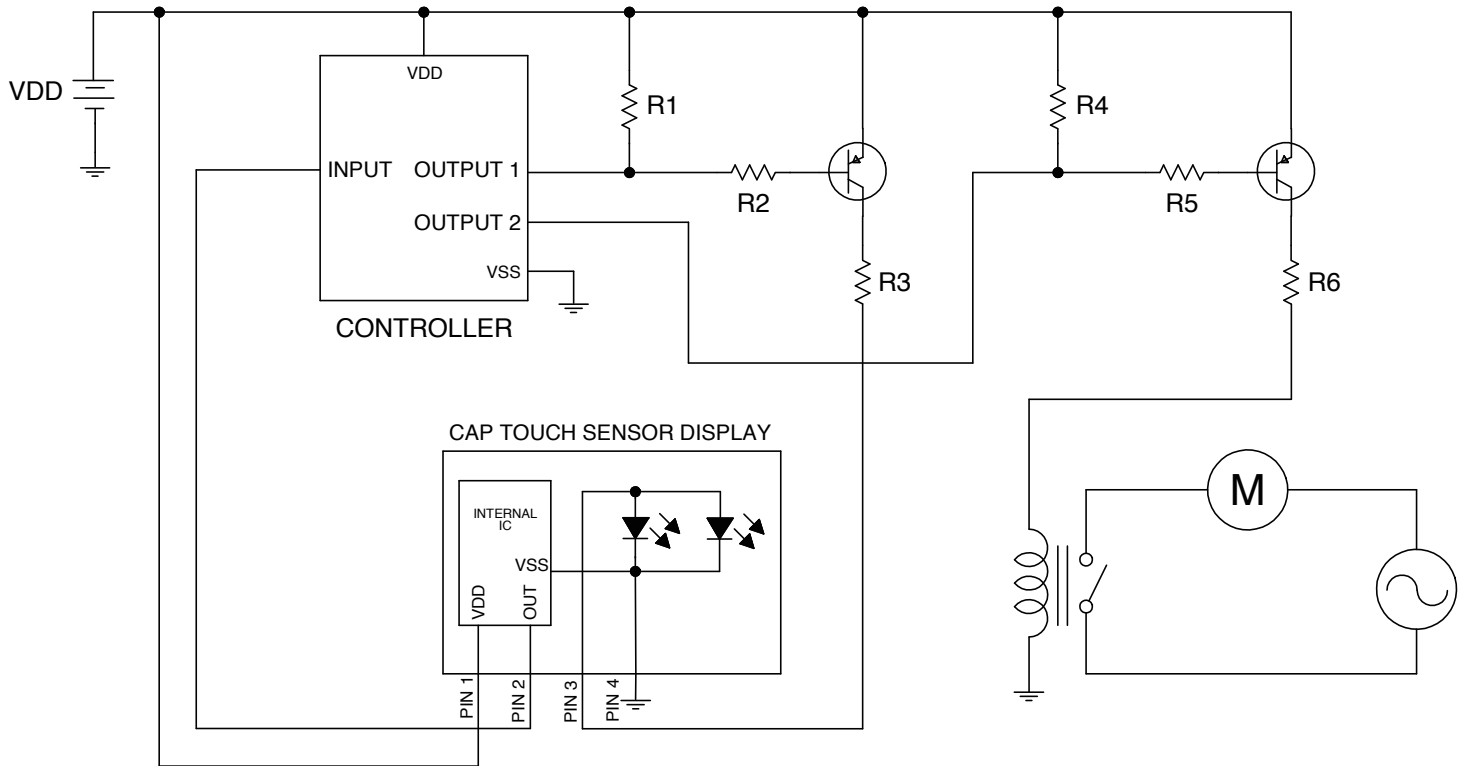 VDD
VDD
INPUT
OUTPUT 1
OUTPUT 2
VSS
CONTROLLER
R1
R2
R3
R4
R5
R6
CAP TOUCH SENSOR DISPLAY
INTERNAL
IC
VSS
VDD
OUT
PIN 1
PIN 2
PIN 3
PIN 4
M